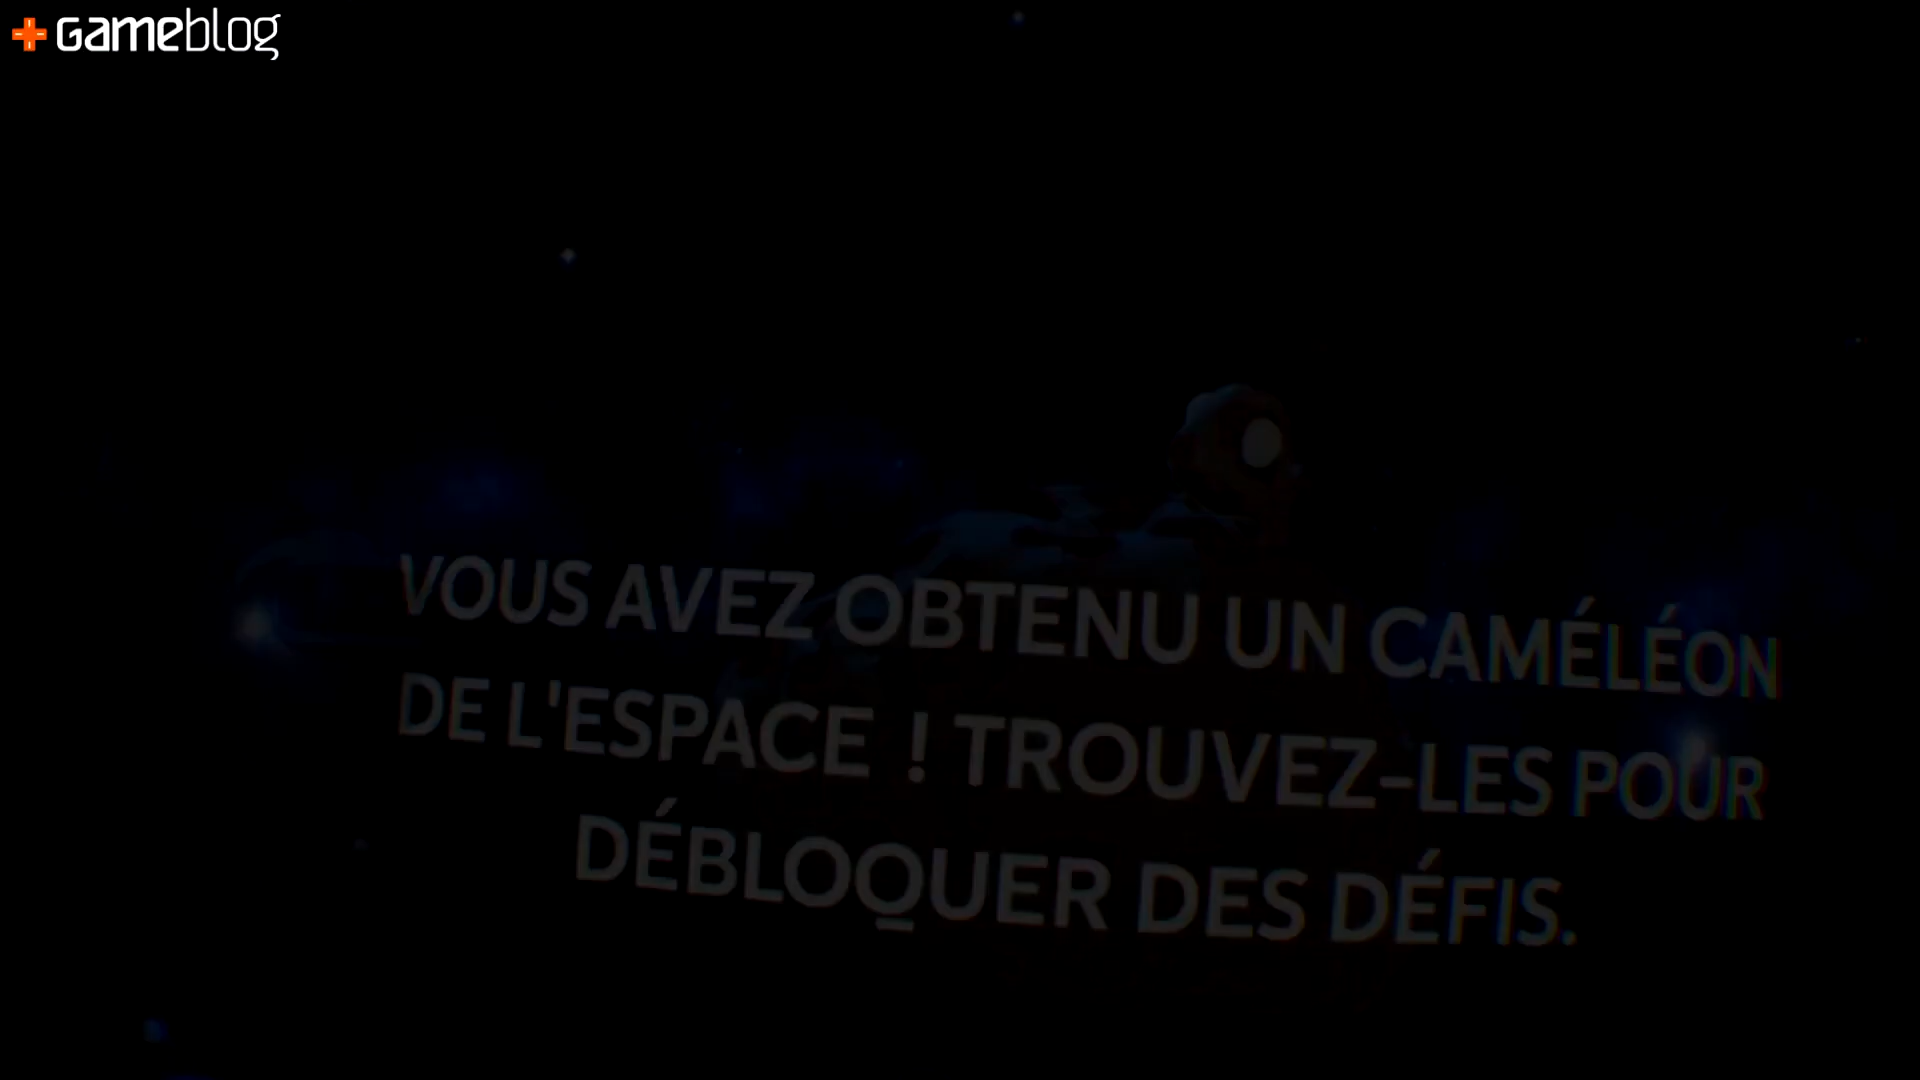 Gameblog
VOUS AVEZ OBTENU UN CAMÉLÉON
DE L'ESPACE ! TROUVEZ-LES POUR
DÉBLOQUER DES DÉFIS.